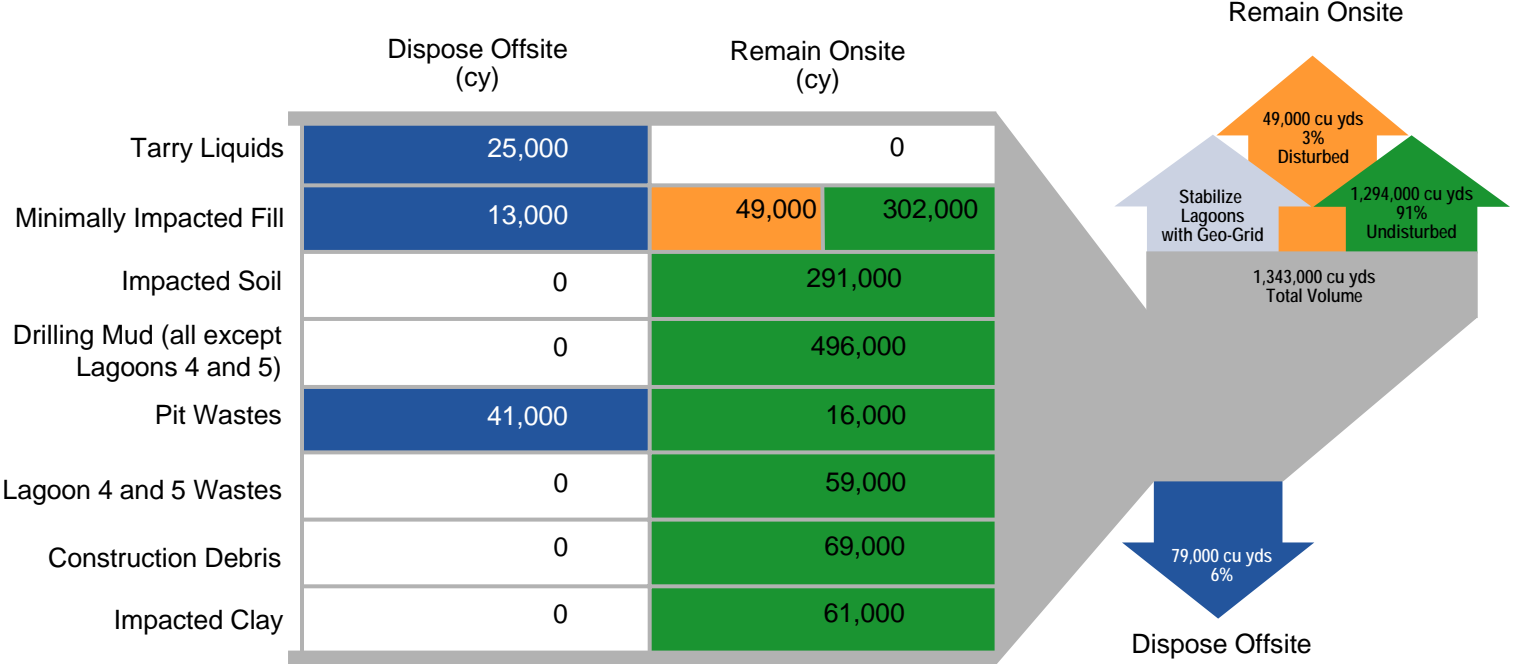 Dispose Offsite
(cy)
Remain Onsite
(cy)
Tarry Liquids
25,000
0
Minimally Impacted Fill
13,000
49,000
302,000
Impacted Soil
0
291,000
Drilling Mud (all except
Lagoons 4 and 5)
0
496,000
Pit Wastes
41,000
16,000
Lagoon 4 and 5 Wastes
0
59,000
Construction Debris
0
69,000
Impacted Clay
0
61,000
Remain Onsite
49,000 cu yds
3%
Disturbed
Stabilize
Lagoons
with Geo-Grid
1,294,000 cu yds
91%
Undisturbed
1,343,000 cu yds
Total Volume
79,000 cu yds
6%
Dispose Offsite